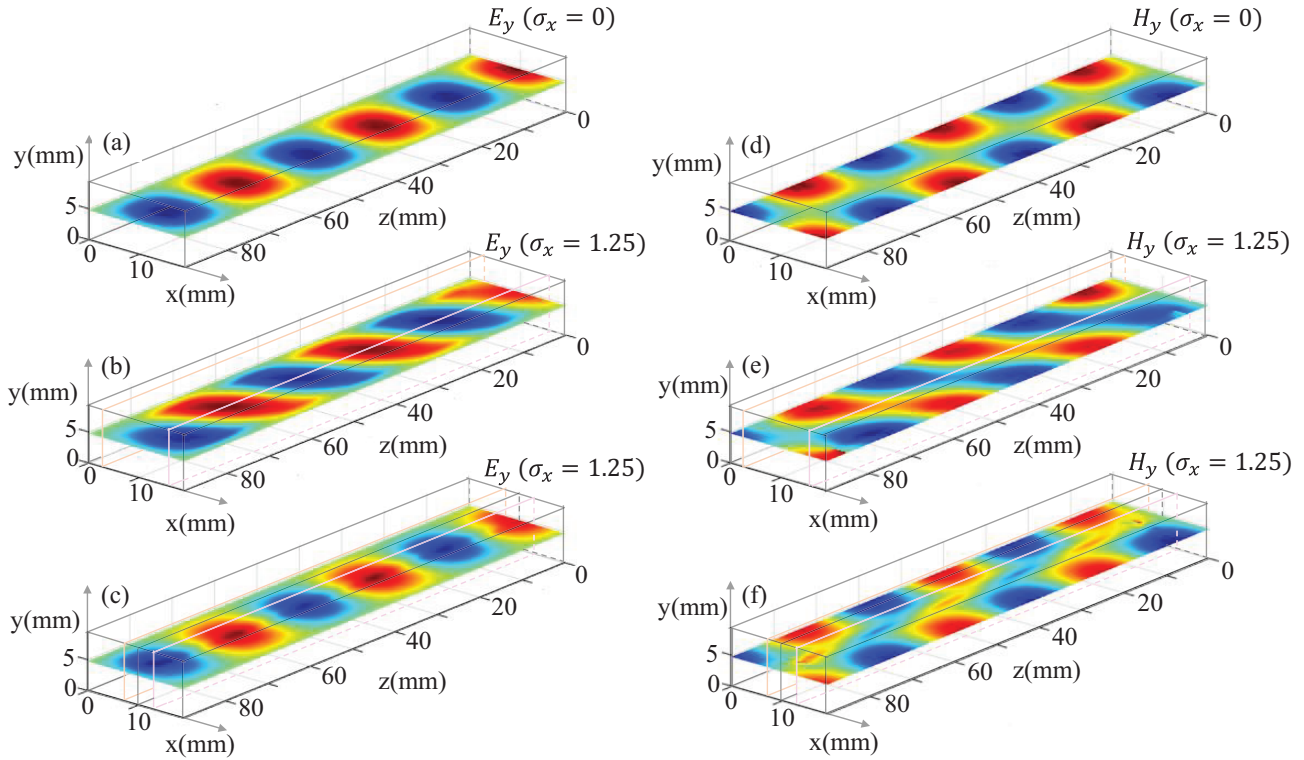 E_y (σ_x = 0)
(a)
y(mm)
5
0
0
10
x(mm)
80
60
z(mm)
40
20
0
H_y (σ_x = 0)
(d)
y(mm)
5
0
0
10
x(mm)
80
60
z(mm)
40
20
0
E_y (σ_x = 1.25)
(b)
y(mm)
5
0
0
10
x(mm)
80
60
z(mm)
40
20
0
H_y (σ_x = 1.25)
(e)
y(mm)
5
0
0
10
x(mm)
80
60
z(mm)
40
20
0
E_y (σ_x = 1.25)
(c)
y(mm)
5
0
0
10
x(mm)
80
60
z(mm)
40
20
0
H_y (σ_x = 1.25)
(f)
y(mm)
5
0
0
10
x(mm)
80
60
z(mm)
40
20
0